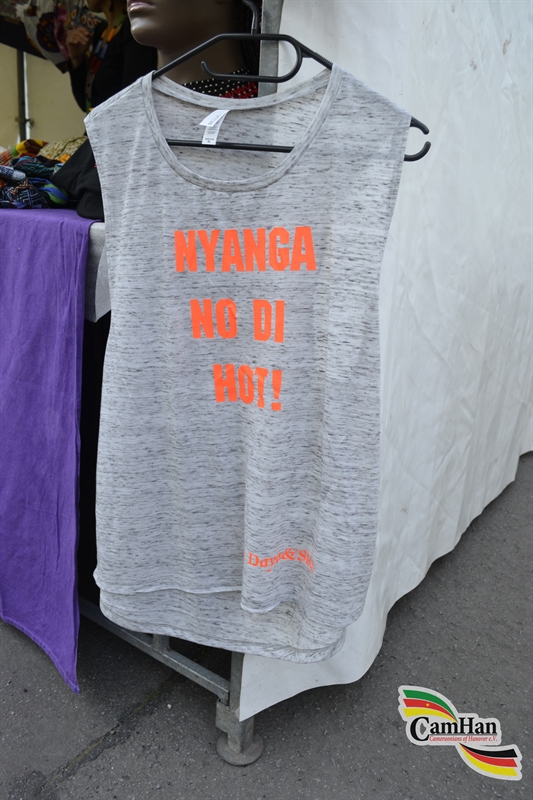 NYANGA
NO DI
HOT!
CamHan
Cameroonians of Hanover e.V.